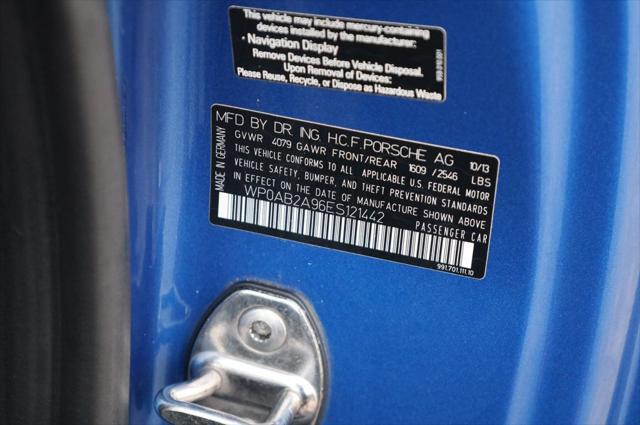 This vehicle may include mercury-containing
devices installed by the manufacturer:
· Navigation Display
Remove Devices Before Vehicle Disposal.
Upon Removal of Devices:
Please Reuse, Recycle, or Dispose as Hazardous Waste
MFD BY DR. ING. H.C.F.PORSCHE AG 10/13
GVWR 4079 GAWR FRONT/REAR 1609 /2546 LBS
THIS VEHICLE CONFORMS TO ALL APPLICABLE U.S. FEDERAL MOTOR
VEHICLE SAFETY, BUMPER, AND THEFT PREVENTION STANDARDS
IN EFFECT ON THE DATE OF MANUFACTURE SHOWN ABOVE
WP0AB2A96ES121442 PASSENGER CAR
MADE IN GERMANY
991.701.111.10